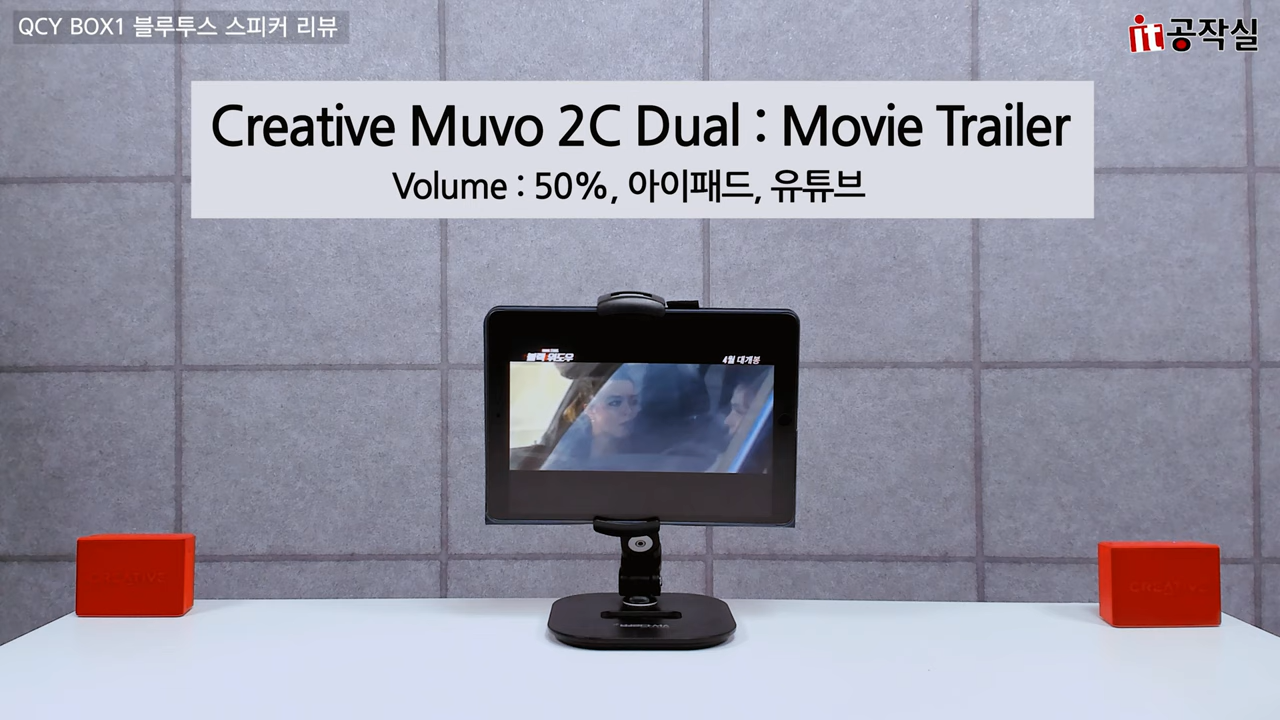 QCY BOX1 블루투스 스피커 리뷰
it공작실
Creative Muvo 2C Dual : Movie Trailer
Volume : 50%, 아이패드, 유튜브
블랙 위도우
4월 대개봉
CREATIVE
CREATIVE